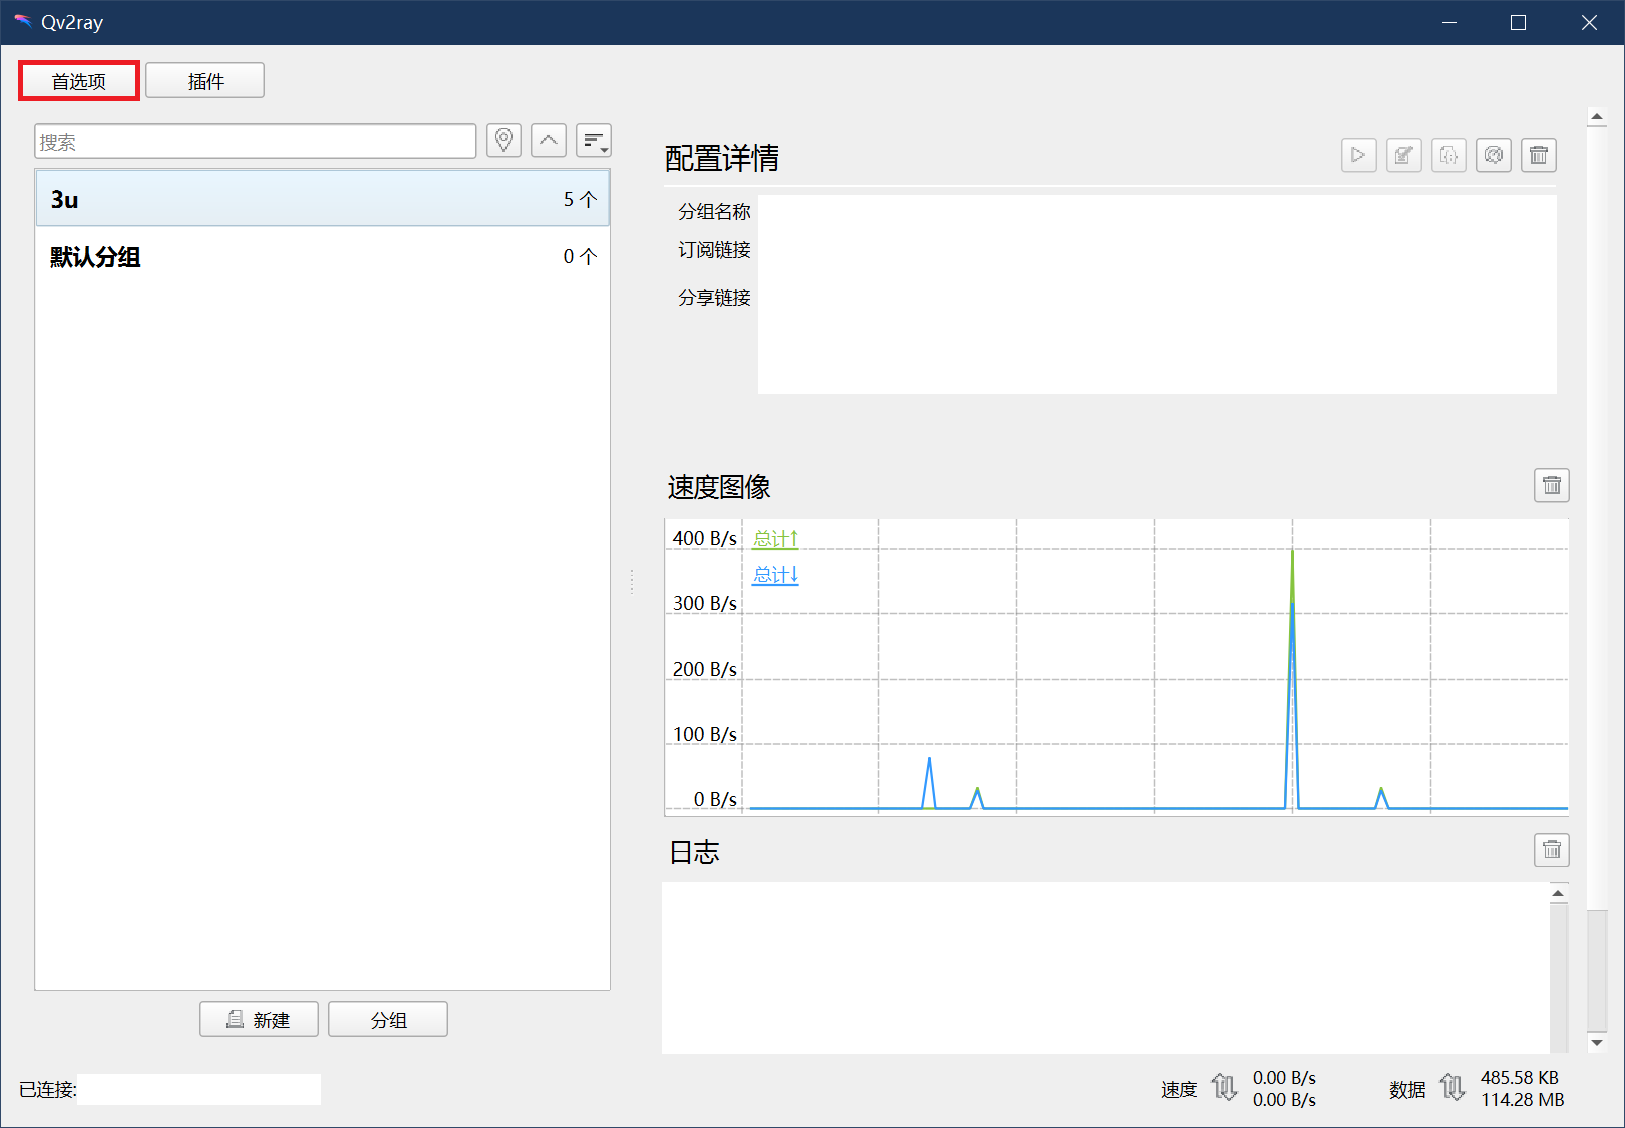 Qv2ray
首选项
插件
搜索
3u
5 个
默认分组
0 个
新建
分组
配置详情
分组名称
订阅链接
分享链接
速度图像
400 B/s
总计↑
总计↓
300 B/s
200 B/s
100 B/s
0 B/s
日志
已连接:
速度
0.00 B/s
0.00 B/s
数据
485.58 KB
114.28 MB